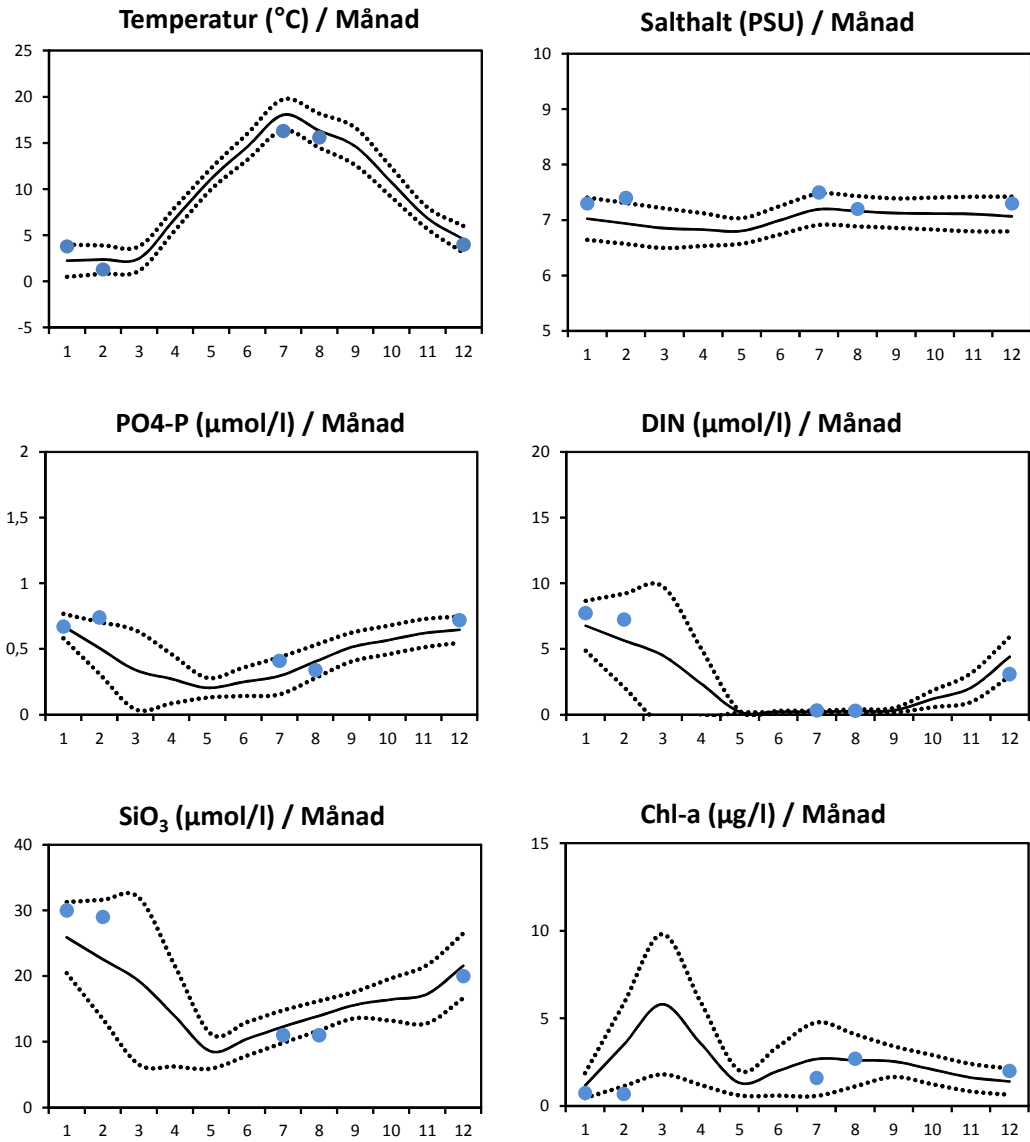 Temperatur (°C) / Månad
25
20
15
10
5
0
-5
1 2 3 4 5 6 7 8 9 10 11 12
Salthalt (PSU) / Månad
10
9
8
7
6
5
1 2 3 4 5 6 7 8 9 10 11 12
PO4-P (µmol/l) / Månad
2
1,5
1
0,5
0
1 2 3 4 5 6 7 8 9 10 11 12
DIN (µmol/l) / Månad
20
15
10
5
0
1 2 3 4 5 6 7 8 9 10 11 12
SiO₃ (µmol/l) / Månad
40
30
20
10
0
1 2 3 4 5 6 7 8 9 10 11 12
Chl-a (µg/l) / Månad
15
10
5
0
1 2 3 4 5 6 7 8 9 10 11 12